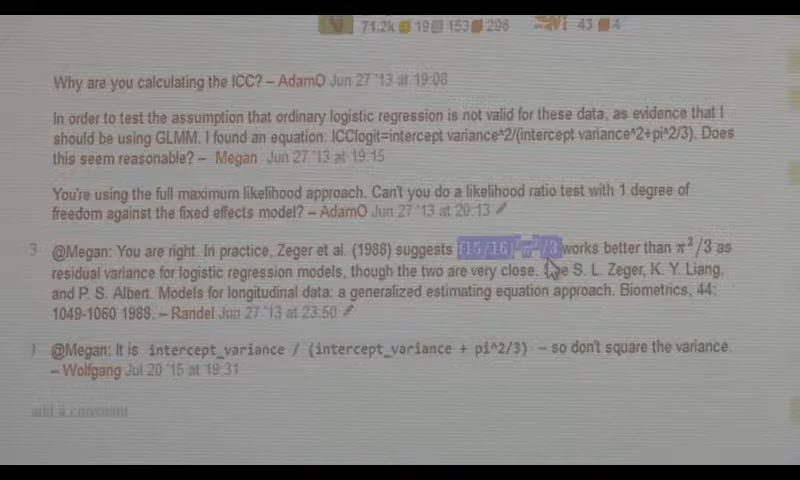 71.2k 19 153 296 43 4
Why are you calculating the ICC? – AdamO Jun 27 '13 at 19:08
In order to test the assumption that ordinary logistic regression is not valid for these data, as evidence that I
should be using GLMM. I found an equation: ICClogit=intercept variance^2/(intercept variance^2+pi^2/3). Does
this seem reasonable? – Megan Jun 27 '13 at 19:15
You're using the full maximum likelihood approach. Can't you do a likelihood ratio test with 1 degree of
freedom against the fixed effects model? – AdamO Jun 27 '13 at 20:13
3 @Megan: You are right. In practice, Zeger et al. (1988) suggests (15/16) π²/3 works better than π²/3 as
residual variance for logistic regression models, though the two are very close. See S. L. Zeger, K. Y. Liang,
and P. S. Albert. Models for longitudinal data: a generalized estimating equation approach. Biometrics, 44:
1049-1060 1988. – Randel Jun 27 '13 at 23:50
@Megan: It is intercept_variance / (intercept_variance + pi^2/3) – so don't square the variance.
– Wolfgang Jul 20 '15 at 19:31
add a comment